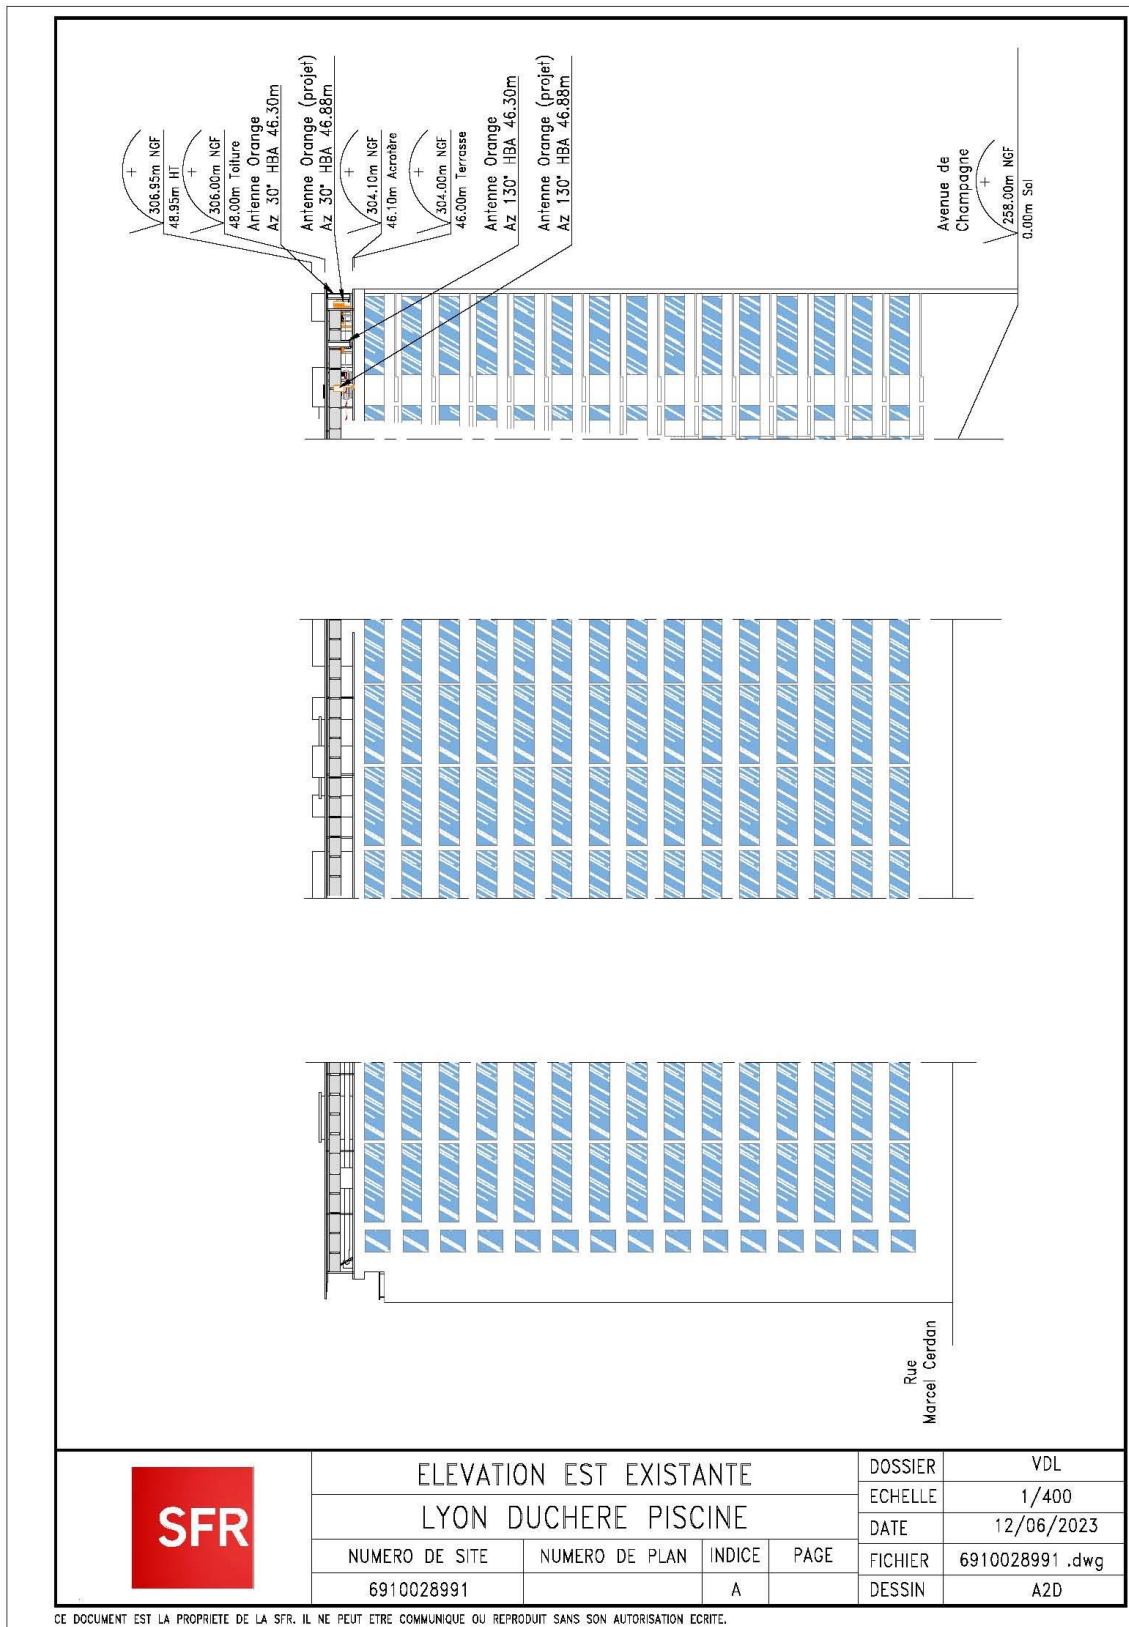 306.95m NGF
48.95m HT
306.00m Toiture
48.00m Toiture
Antenne Orange
Az 30° HBA 46.30m
Antenne Orange (projet)
Az 30° HBA 46.88m
304.10m NGF
46.10m Acrotère
304.00m NGF
46.00m Terrasse
Antenne Orange
Az 130° HBA 46.30m
Antenne Orange (projet)
Az 130° HBA 46.88m
Avenue de
Champagne
258.00m NGF
0.00m Sol
Rue
Marcel Cerdan
SFR
ELEVATION EST EXISTANTE
LYON DUCHERE PISCINE
NUMERO DE SITE NUMERO DE PLAN INDICE PAGE
6910028991 A
DOSSIER VDL
ECHELLE 1/400
DATE 12/06/2023
FICHIER 6910028991 .dwg
DESSIN A2D
CE DOCUMENT EST LA PROPRIETE DE LA SFR. IL NE PEUT ETRE COMMUNIQUE OU REPRODUIT SANS SON AUTORISATION ECRITE.